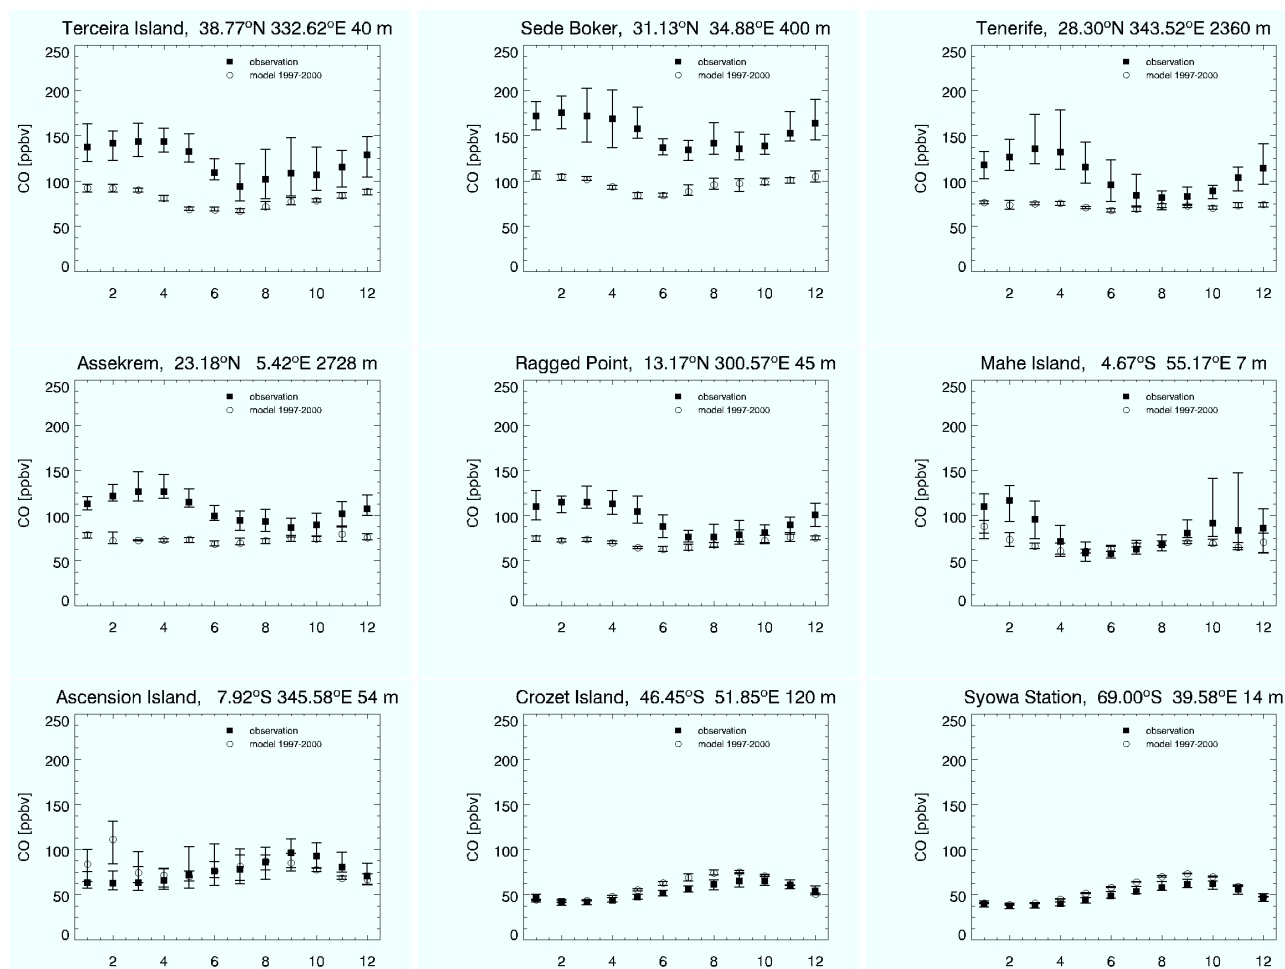 Terceira Island, 38.77°N 332.62°E 40 m
observation
model 1997-2000
CO [ppbv]
250
200
150
100
50
0
2 4 6 8 10 12
Sede Boker, 31.13°N 34.88°E 400 m
observation
model 1997-2000
CO [ppbv]
250
200
150
100
50
0
2 4 6 8 10 12
Tenerife, 28.30°N 343.52°E 2360 m
observation
model 1997-2000
CO [ppbv]
250
200
150
100
50
0
2 4 6 8 10 12
Assekrem, 23.18°N 5.42°E 2728 m
observation
model 1997-2000
CO [ppbv]
250
200
150
100
50
0
2 4 6 8 10 12
Ragged Point, 13.17°N 300.57°E 45 m
observation
model 1997-2000
CO [ppbv]
250
200
150
100
50
0
2 4 6 8 10 12
Mahe Island, 4.67°S 55.17°E 7 m
observation
model 1997-2000
CO [ppbv]
250
200
150
100
50
0
2 4 6 8 10 12
Ascension Island, 7.92°S 345.58°E 54 m
observation
model 1997-2000
CO [ppbv]
250
200
150
100
50
0
2 4 6 8 10 12
Crozet Island, 46.45°S 51.85°E 120 m
observation
model 1997-2000
CO [ppbv]
250
200
150
100
50
0
2 4 6 8 10 12
Syowa Station, 69.00°S 39.58°E 14 m
observation
model 1997-2000
CO [ppbv]
250
200
150
100
50
0
2 4 6 8 10 12